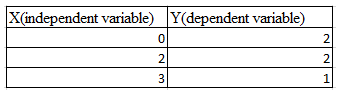 X(independent variable) Y(dependent variable)
0 2
2 2
3 1